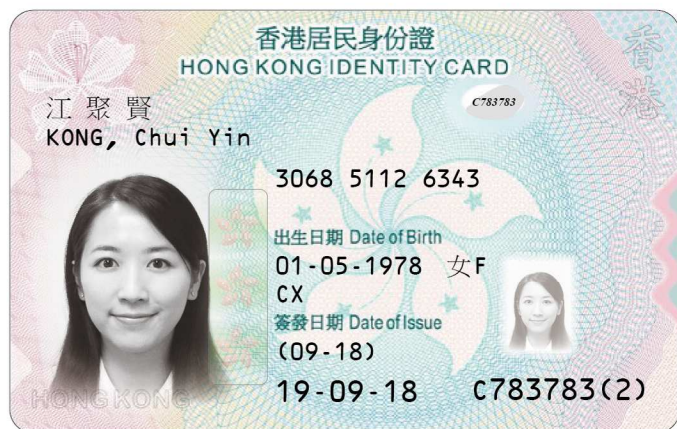 香港居民身份證
HONG KONG IDENTITY CARD
香港
C783783
江聚賢
KONG, Chui Yin
3068 5112 6343
出生日期 Date of Birth
01-05-1978 女F
CX
簽發日期 Date of Issue
(09-18)
19-09-18 C783783(2)
HONG KONG